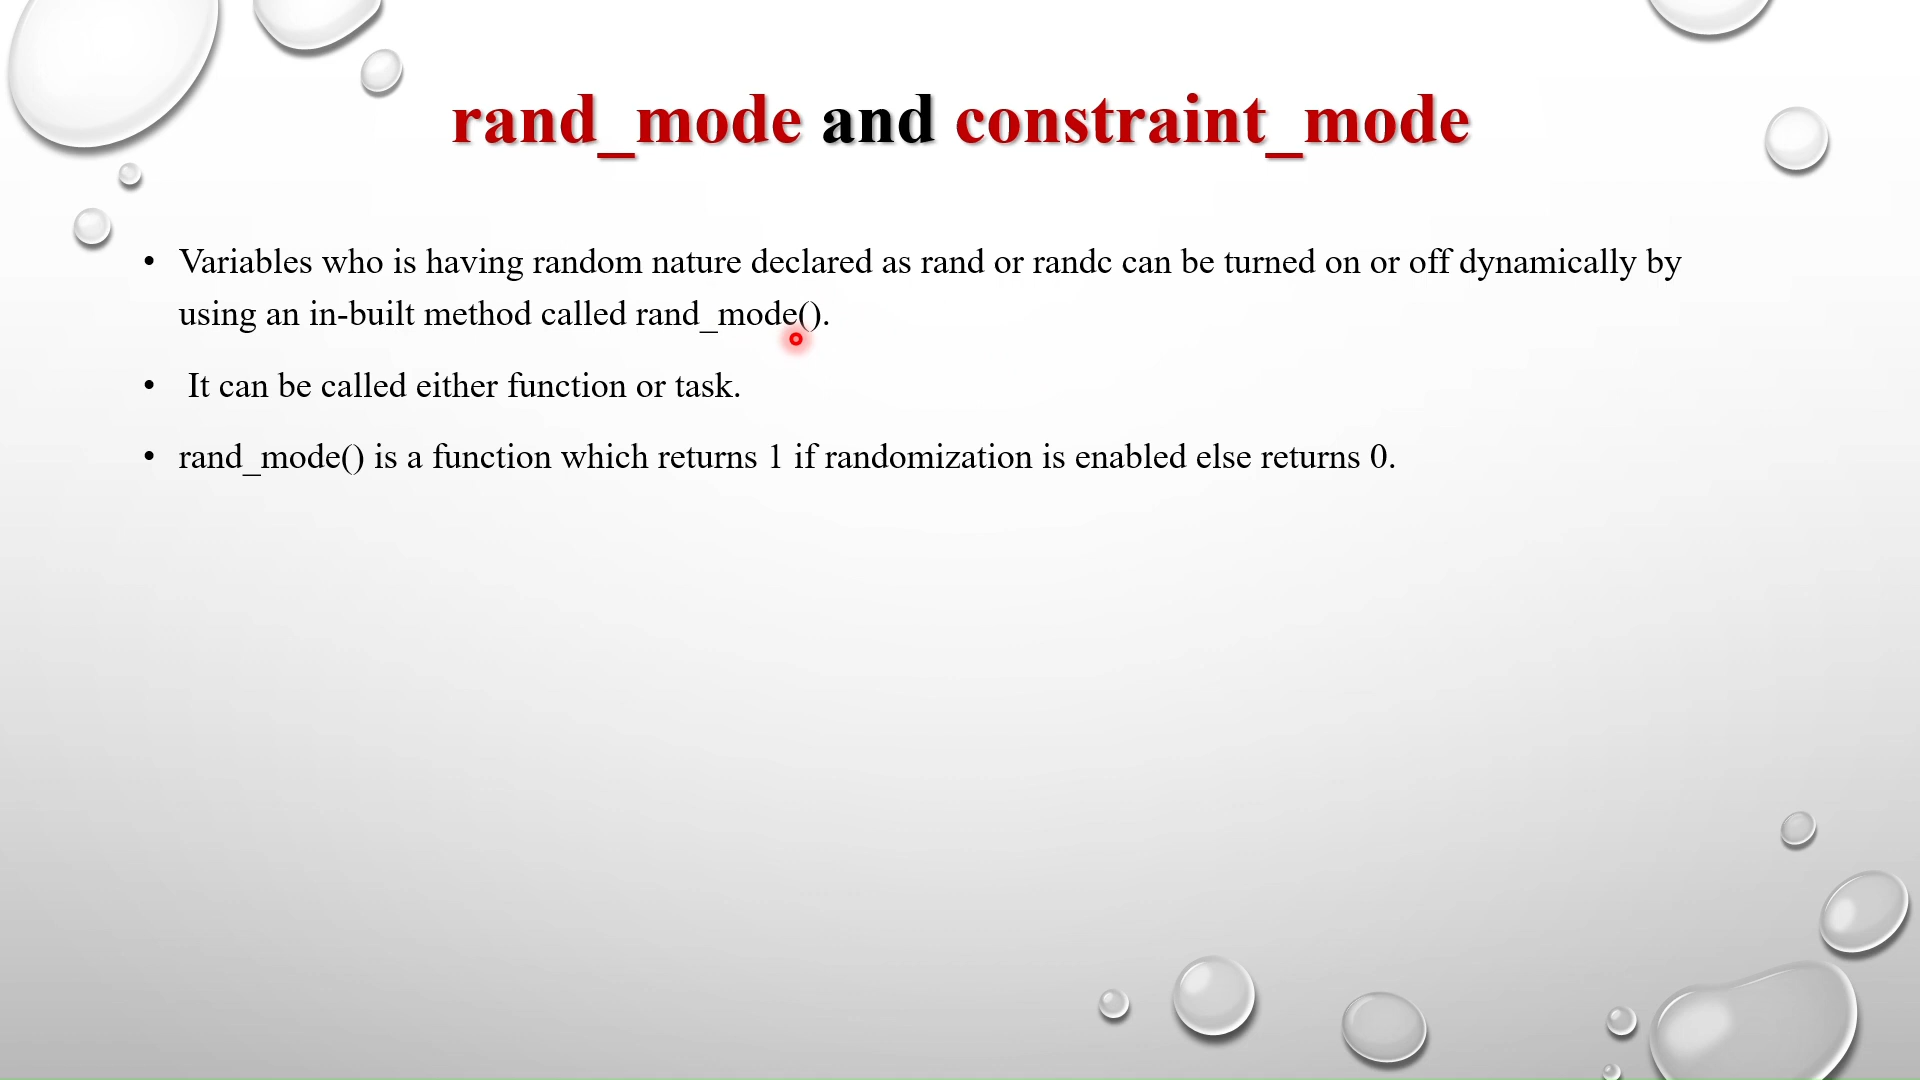 rand_mode and constraint_mode
• Variables who is having random nature declared as rand or randc can be turned on or off dynamically by
using an in-built method called rand_mode().
• It can be called either function or task.
• rand_mode() is a function which returns 1 if randomization is enabled else returns 0.